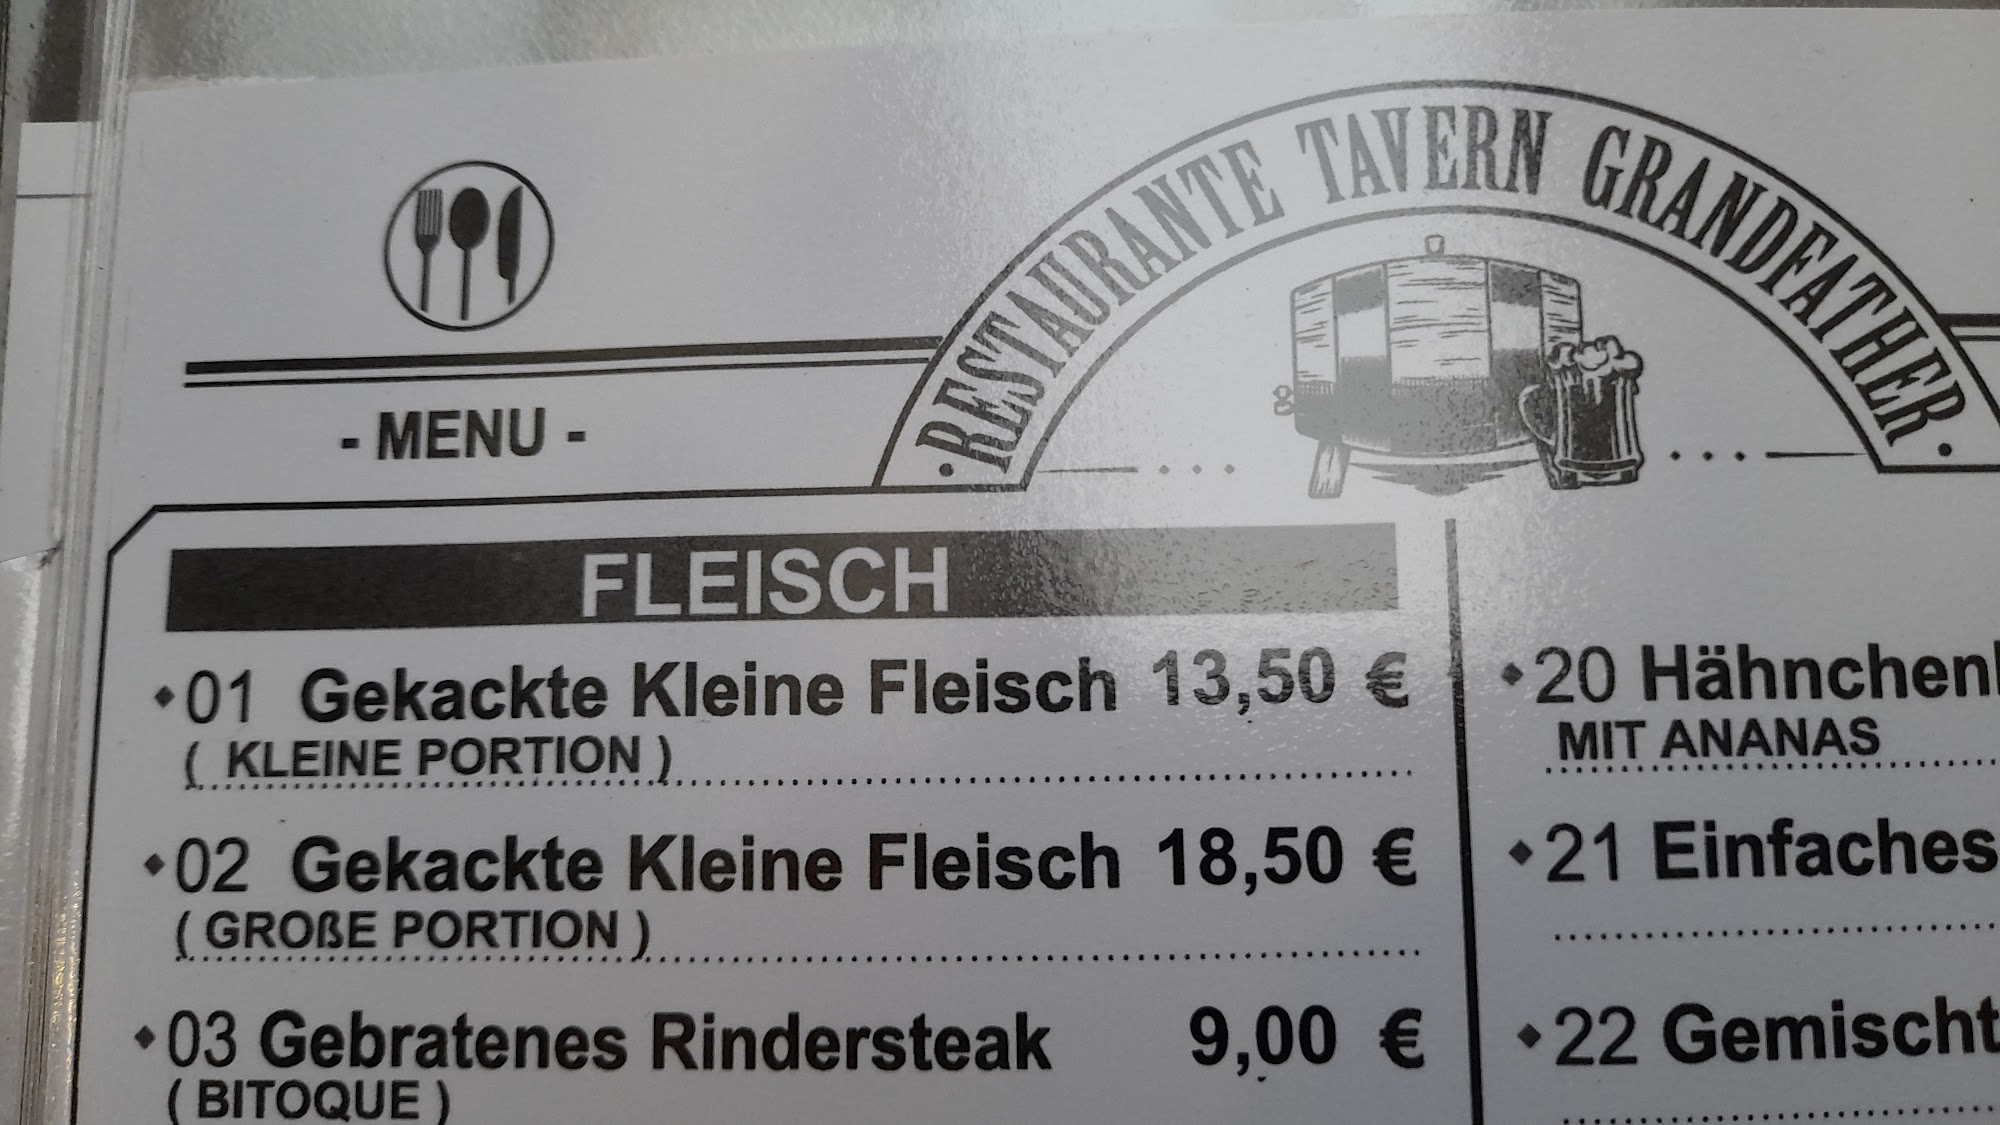 RESTAURANTE TAVERN GRANDFATHER
- MENU -
FLEISCH
01 Gekackte Kleine Fleisch 13,50 €
( KLEINE PORTION )
02 Gekackte Kleine Fleisch 18,50 €
( GROßE PORTION )
03 Gebratenes Rindersteak 9,00 €
( BITOQUE )
20 Hähnchen
MIT ANANAS
21 Einfaches
22 Gemischt